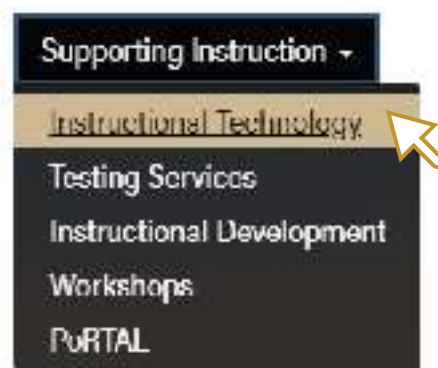 Supporting Instruction
Instructional Technology
Testing Services
Instructional Development
Workshops
PoRTAL